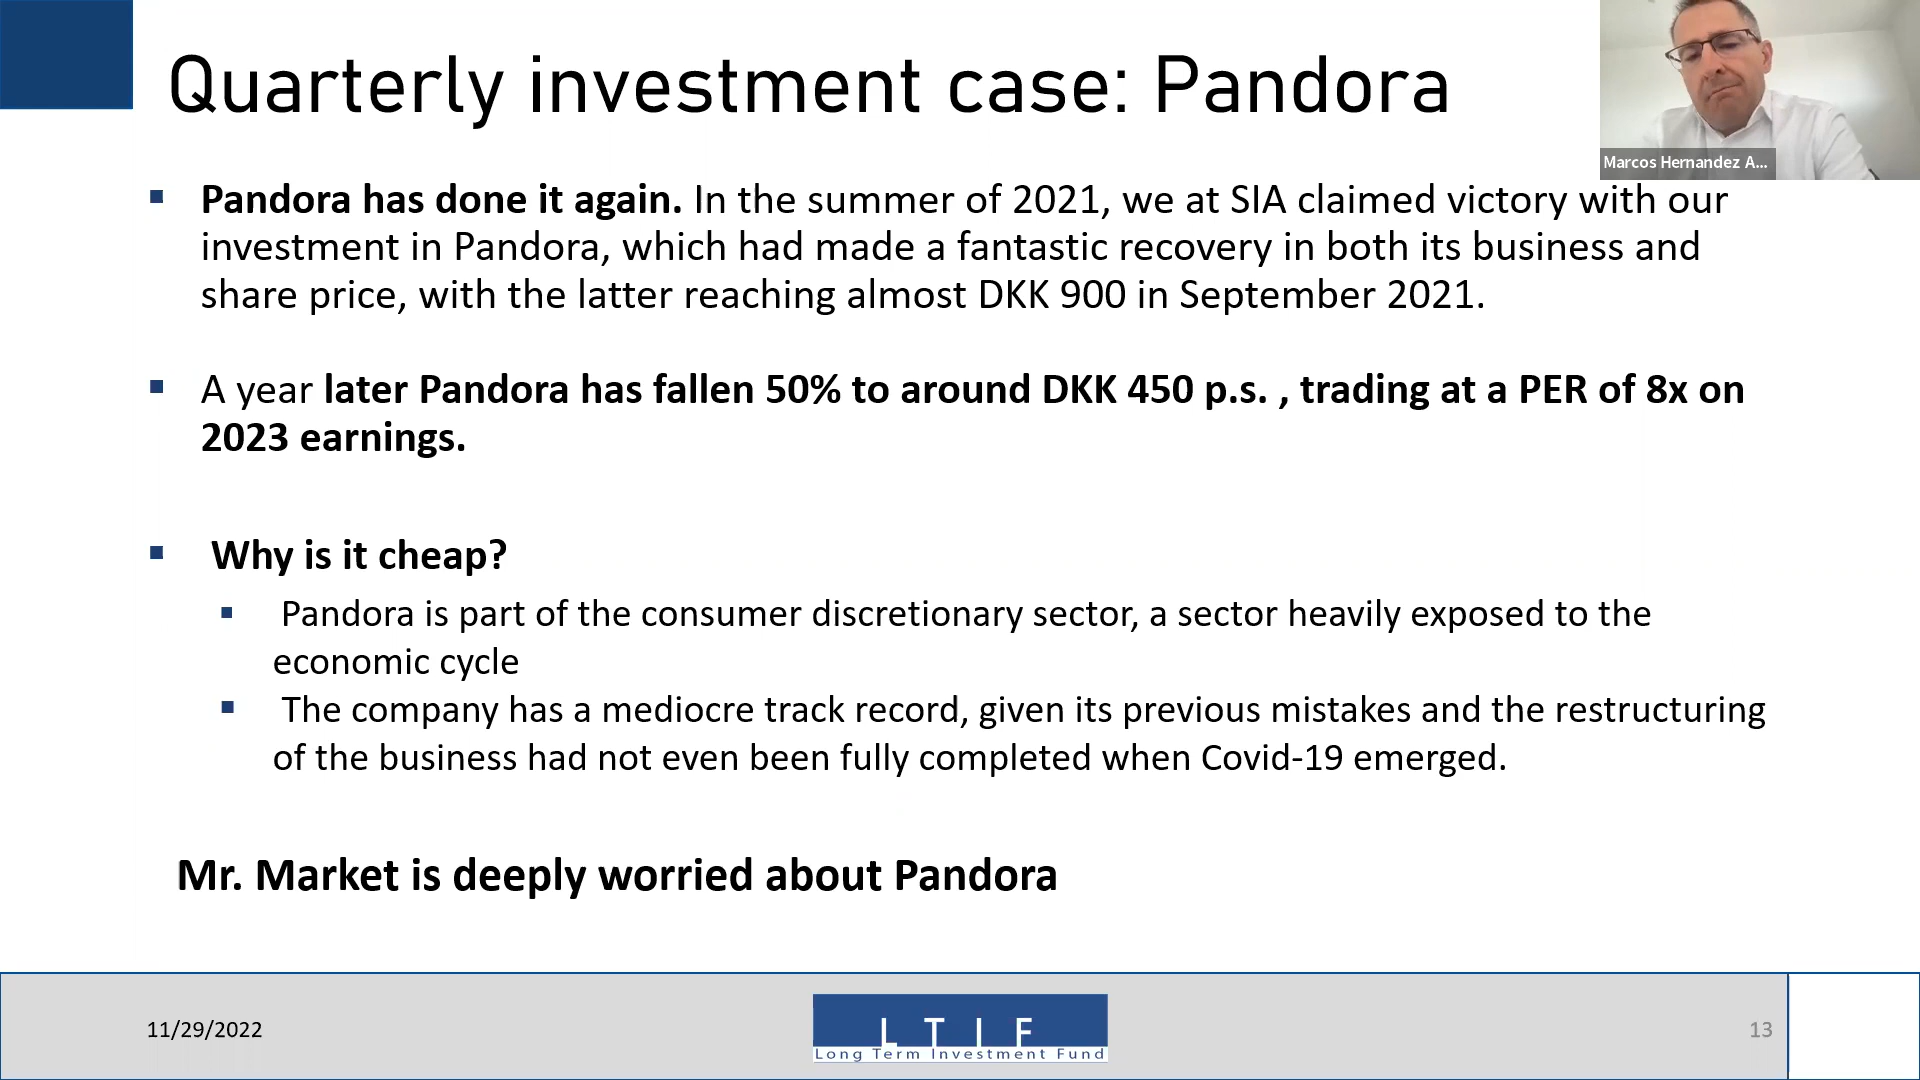 Quarterly investment case: Pandora
Marcos Hernandez A...
Pandora has done it again. In the summer of 2021, we at SIA claimed victory with our
investment in Pandora, which had made a fantastic recovery in both its business and
share price, with the latter reaching almost DKK 900 in September 2021.
A year later Pandora has fallen 50% to around DKK 450 p.s. , trading at a PER of 8x on
2023 earnings.
Why is it cheap?
Pandora is part of the consumer discretionary sector, a sector heavily exposed to the
economic cycle
The company has a mediocre track record, given its previous mistakes and the restructuring
of the business had not even been fully completed when Covid-19 emerged.
Mr. Market is deeply worried about Pandora
11/29/2022
L T I F
Long Term Investment Fund
13